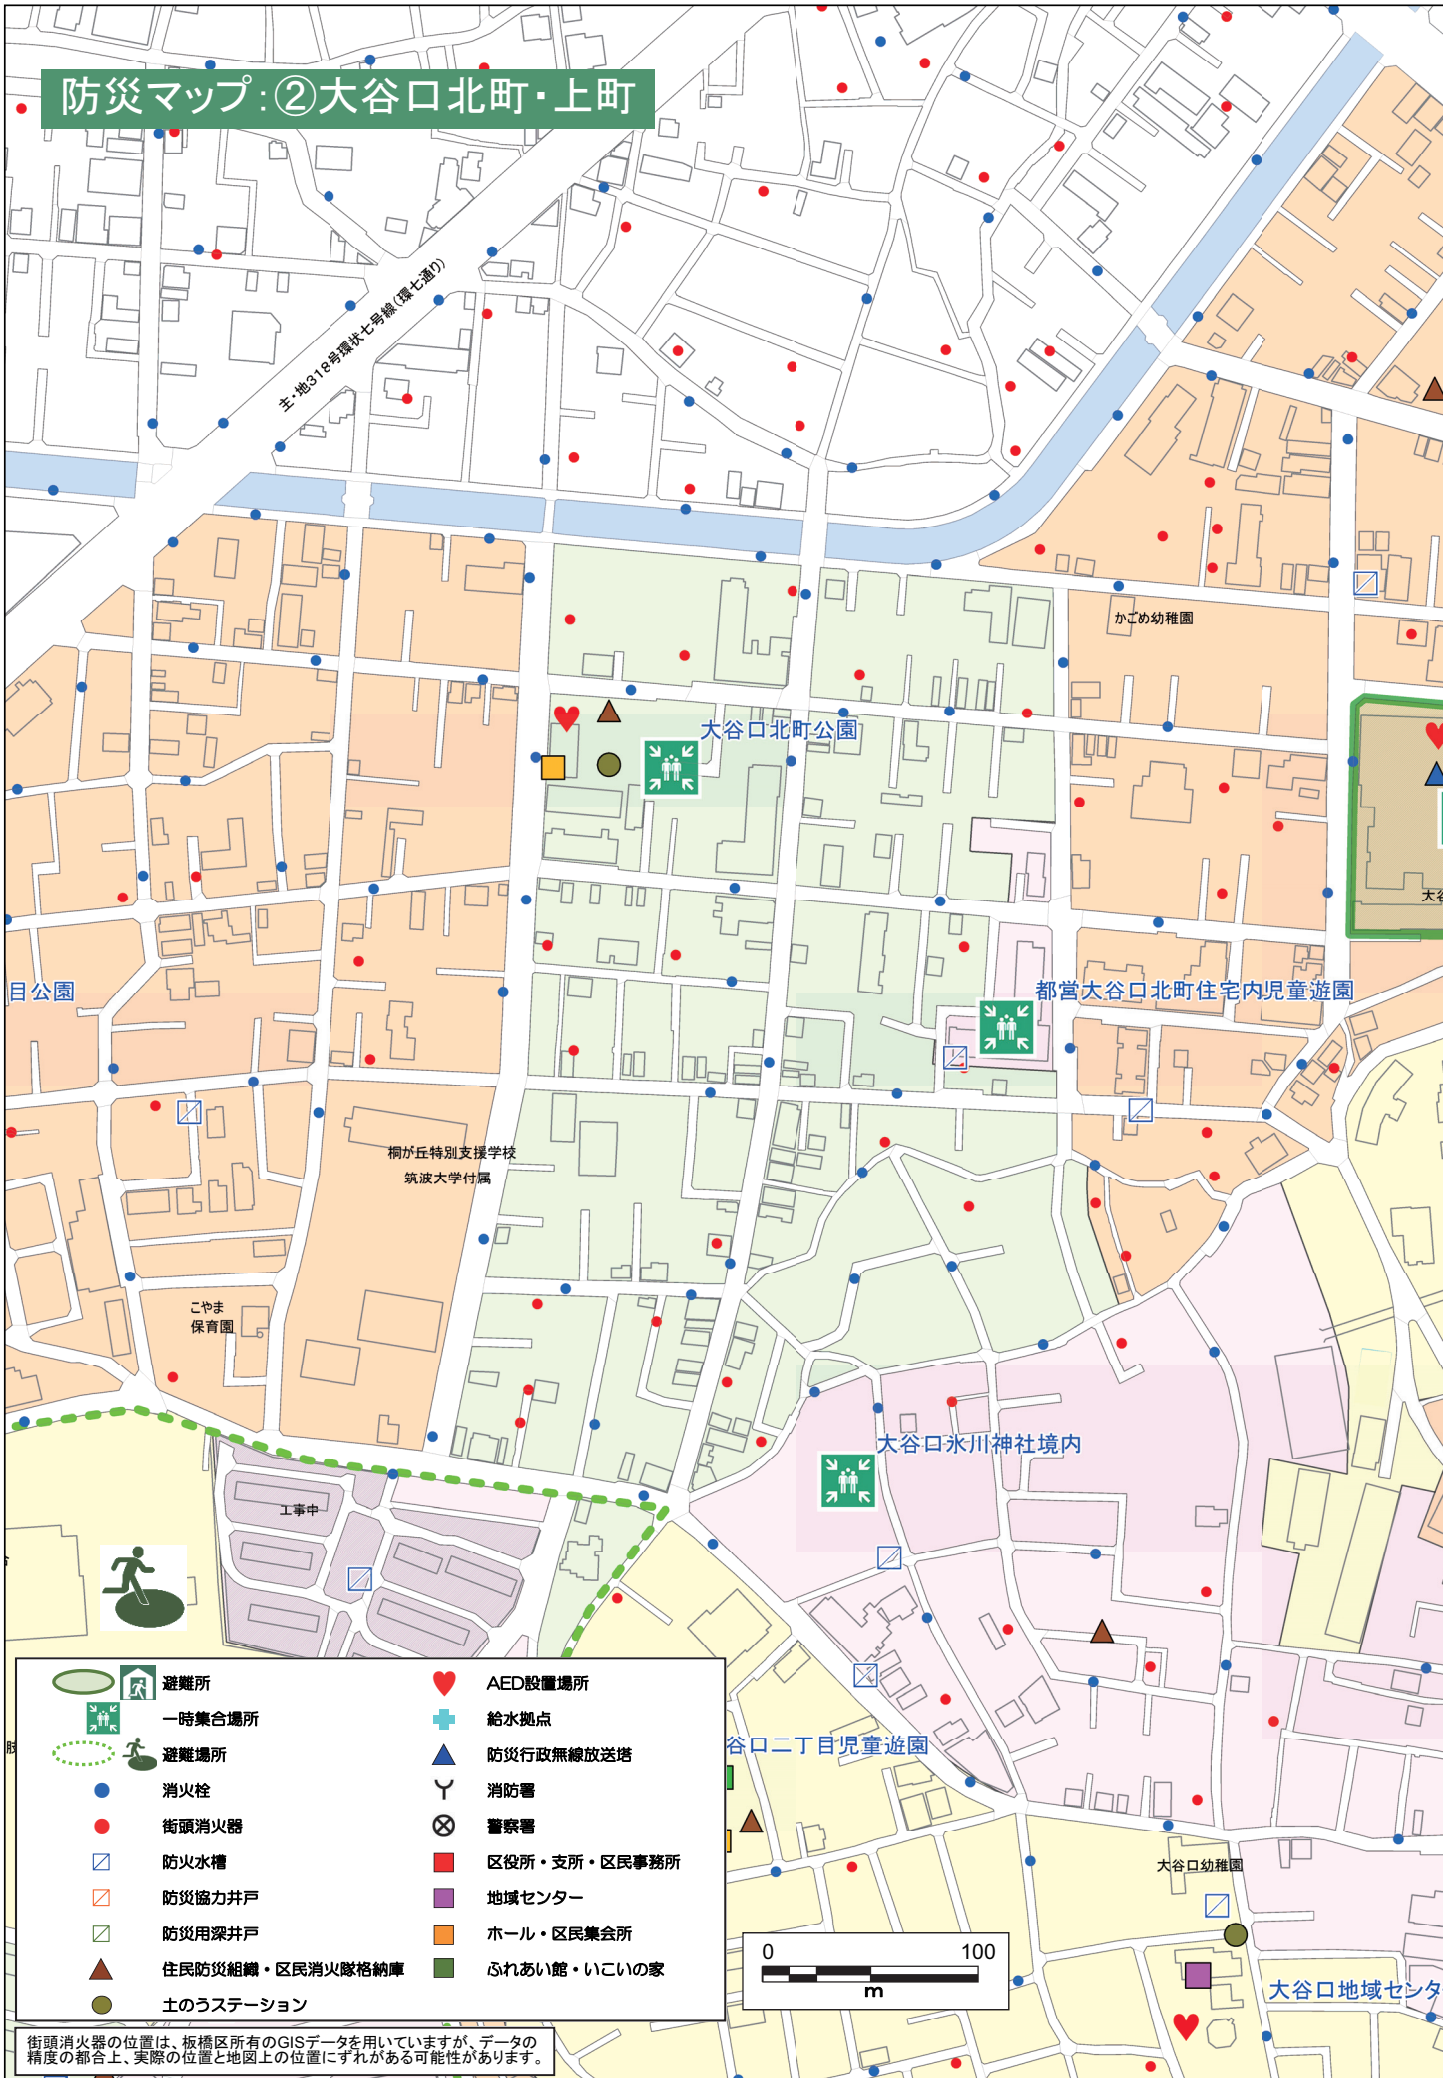 防災マップ:②大谷口北町・上町
主・地318号環状七号線(環七通り)
かごめ幼稚園
大谷口北町公園
大谷
目公園
都営大谷口北町住宅内児童遊園
桐が丘特別支援学校
筑波大学付属
こやま
保育園
大谷口氷川神社境内
工事中
谷口二丁目児童遊園
大谷口幼稚園
大谷口地域センタ
避難所
一時集合場所
避難場所
消火栓
街頭消火器
防火水槽
防災協力井戸
防災用深井戸
住民防災組織・区民消火隊格納庫
土のうステーション
AED設置場所
給水拠点
防災行政無線放送塔
消防署
警察署
区役所・支所・区民事務所
地域センター
ホール・区民集会所
ふれあい館・いこいの家
0 100
m
街頭消火器の位置は、板橋区所有のGISデータを用いていますが、データの
精度の都合上、実際の位置と地図上の位置にずれがある可能性があります。